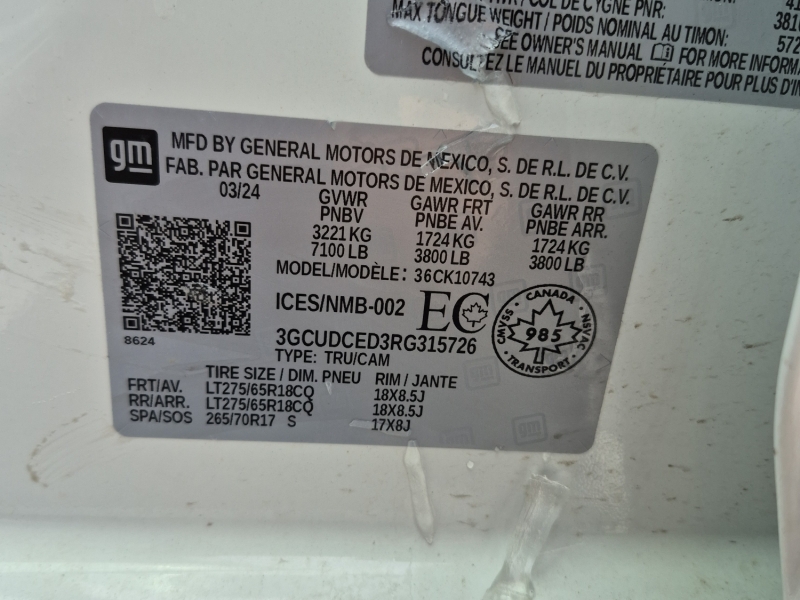 MAX TONGUE WEIGHT / POIDS NOMINAL AU TIMON: 572
SEE OWNER'S MANUAL FOR MORE INFORMA
CONSULTEZ LE MANUEL DU PROPRIETAIRE POUR PLUS D'IN
gm
MFD BY GENERAL MOTORS DE MEXICO, S. DE R.L. DE C.V.
FAB. PAR GENERAL MOTORS DE MEXICO, S. DE R.L. DE C.V.
03/24
GVWR GAWR FRT GAWR RR
PNBV PNBE AV. PNBE ARR.
3221 KG 1724 KG 1724 KG
7100 LB 3800 LB 3800 LB
MODEL/MODÈLE: 36CK10743
ICES/NMB-002 EC
CANADA
CMVSS 985 NSVAC
TRANSPORT
3GCUDCED3RG315726
8624
TYPE: TRU/CAM
TIRE SIZE / DIM. PNEU RIM / JANTE
FRT/AV. LT275/65R18CQ 18X8.5J
RR/ARR. LT275/65R18CQ 18X8.5J
SPA/SOS 265/70R17 S 17X8J